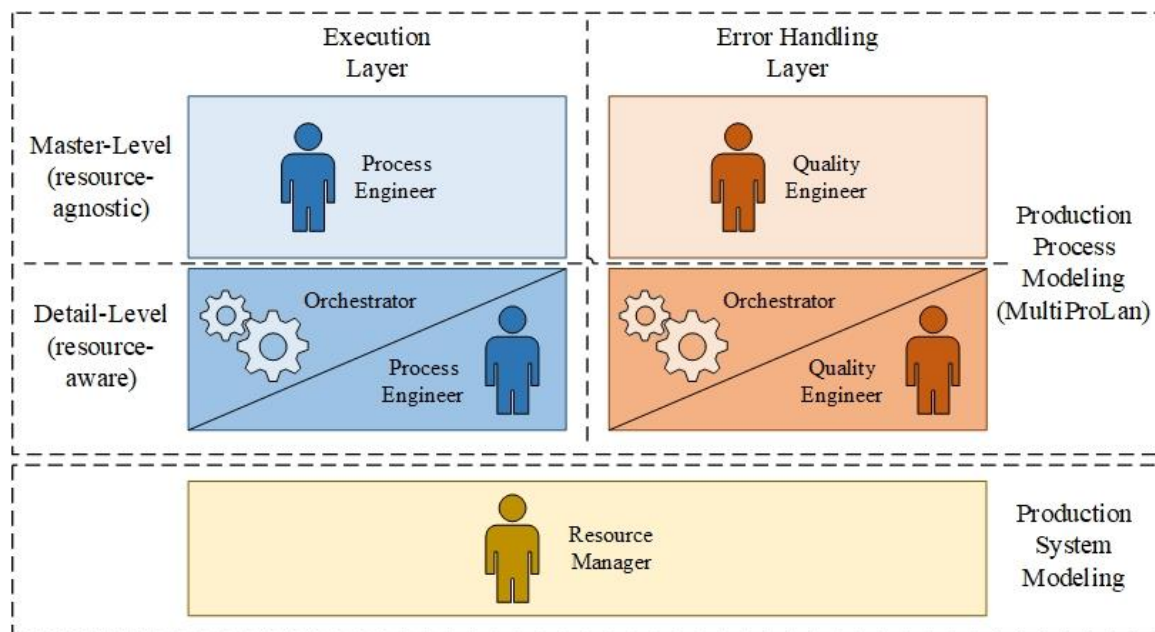 Execution
Layer
Error Handling
Layer
Master-Level
(resource-
agnostic)
Process
Engineer
Quality
Engineer
Production
Process
Modeling
(MultiProLan)
Detail-Level
(resource-
aware)
Orchestrator
Process
Engineer
Orchestrator
Quality
Engineer
Resource
Manager
Production
System
Modeling